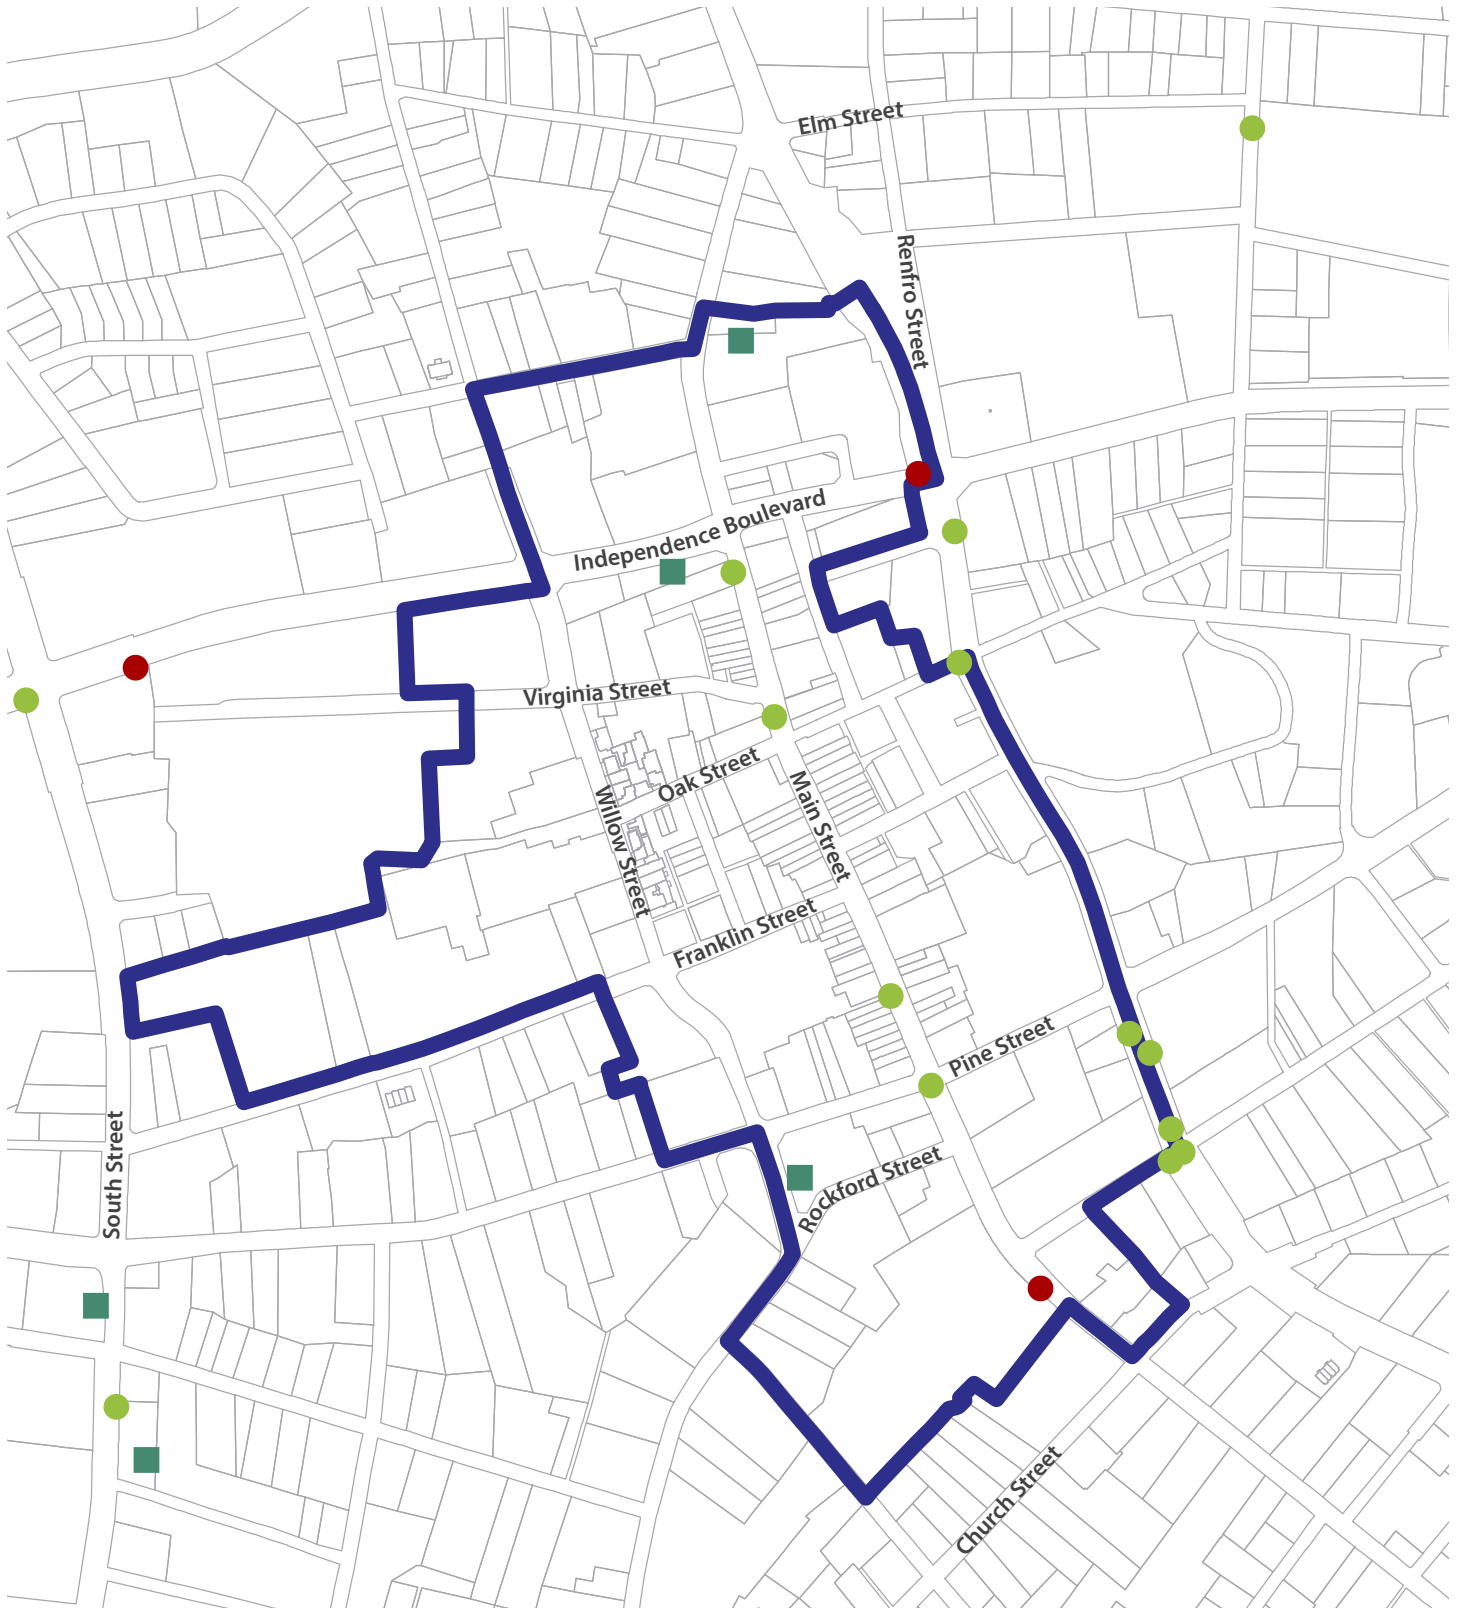 Elm Street
Renfro Street
Independence Boulevard
Virginia Street
Oak Street
Main Street
Willow Street
Franklin Street
Pine Street
South Street
Rockford Street
Church Street